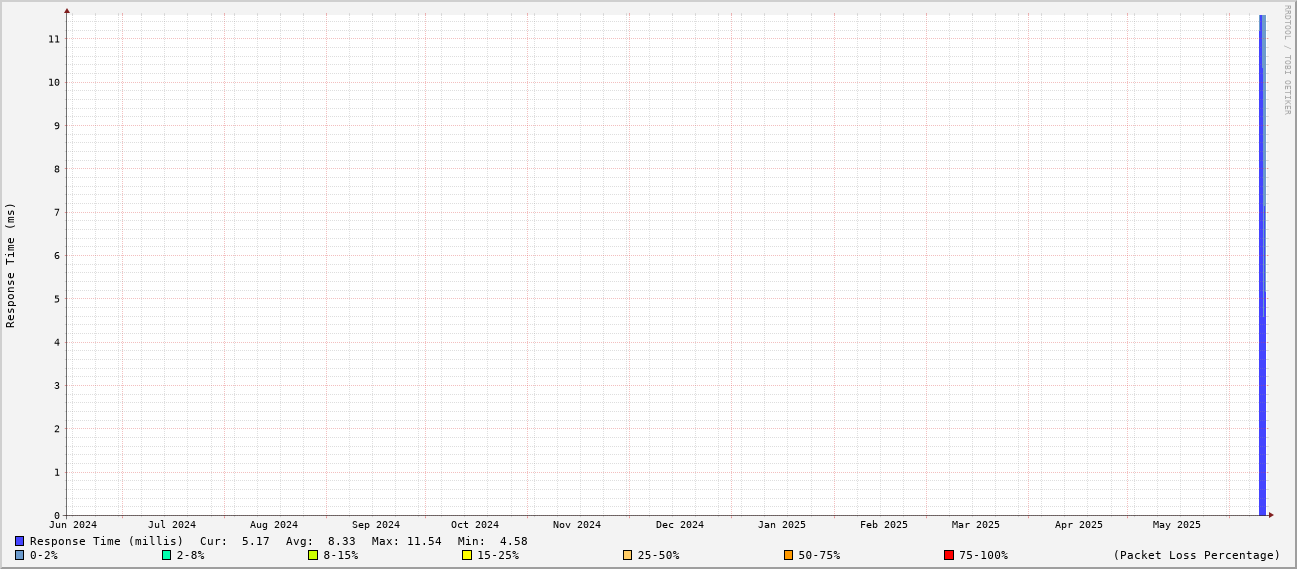 RRDTOOL / TOBI OETIKER
Response Time (ms)
11
10
9
8
7
6
5
4
3
2
1
0
Jun 2024 Jul 2024 Aug 2024 Sep 2024 Oct 2024 Nov 2024 Dec 2024 Jan 2025 Feb 2025 Mar 2025 Apr 2025 May 2025
Response Time (millis) Cur: 5.17 Avg: 8.33 Max: 11.54 Min: 4.58
0-2% 2-8% 8-15% 15-25% 25-50% 50-75% 75-100% (Packet Loss Percentage)